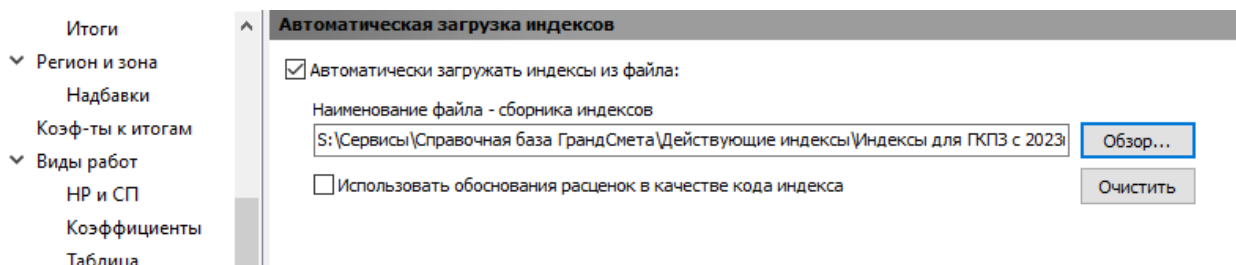 Итоги
Регион и зона
Надбавки
Коэф-ты к итогам
Виды работ
НР и СП
Коэффициенты
Таблица
Автоматическая загрузка индексов
Автоматически загружать индексы из файла:
Наименование файла - сборника индексов
S:\Сервисы\Справочная база ГрандСмета\Действующие индексы\Индексы для ГКПЗ с 2023
Обзор...
Использовать обоснования расценок в качестве кода индекса
Очистить